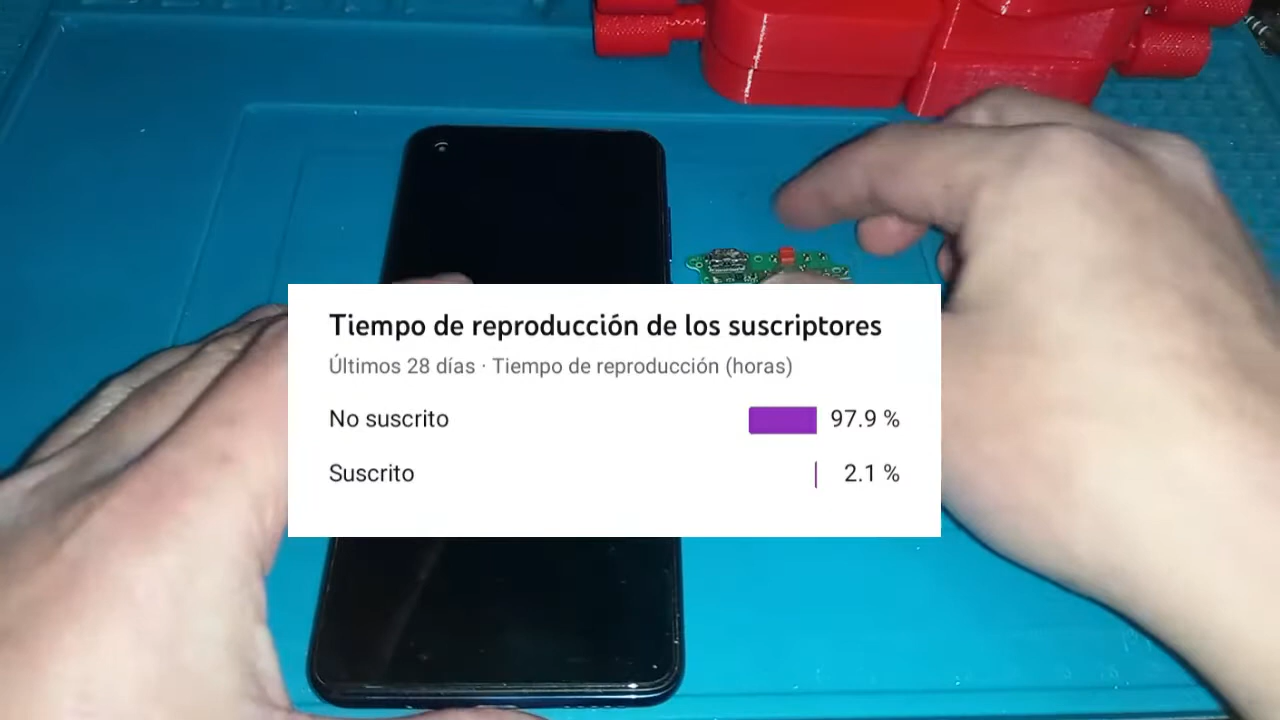 Tiempo de reproducción de los suscriptores
Últimos 28 días · Tiempo de reproducción (horas)
No suscrito 97.9 %
Suscrito 2.1 %